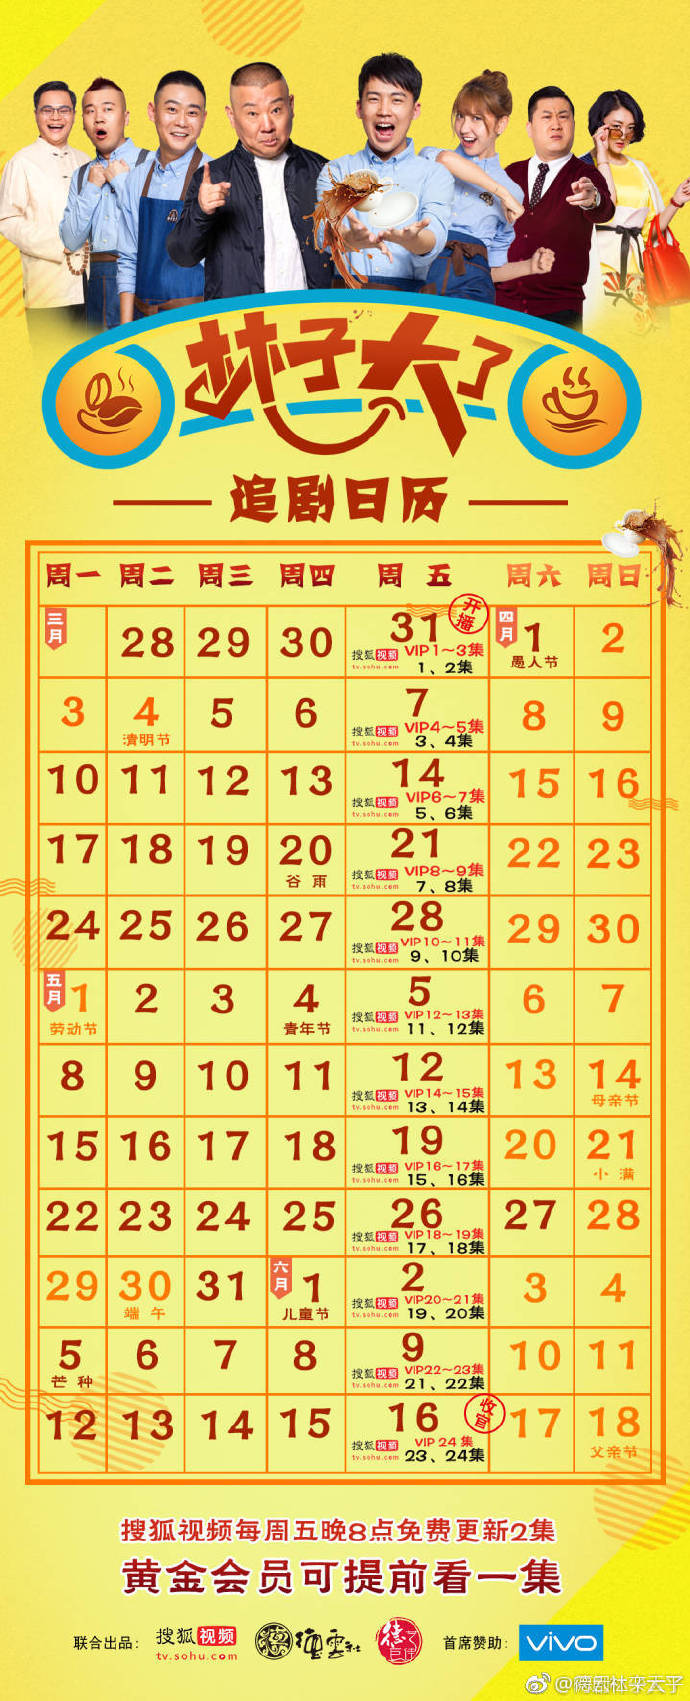 林子大了
追剧日历
周一 周二 周三 周四 周五 周六 周日
三月 28 29 30 31 开播 四月 1 2
搜狐视频 tv.sohu.com VIP1～3集 1、2集 愚人节
3 4 5 6 7 8 9
清明节 搜狐视频 tv.sohu.com VIP4～5集 3、4集
10 11 12 13 14 15 16
搜狐视频 tv.sohu.com VIP6～7集 5、6集
17 18 19 20 21 22 23
谷雨 搜狐视频 tv.sohu.com VIP8～9集 7、8集
24 25 26 27 28 29 30
搜狐视频 tv.sohu.com VIP10～11集 9、10集
五月 1 2 3 4 5 6 7
劳动节 青年节 搜狐视频 tv.sohu.com VIP12～13集 11、12集
8 9 10 11 12 13 14
搜狐视频 tv.sohu.com VIP14～15集 13、14集 母亲节
15 16 17 18 19 20 21
搜狐视频 tv.sohu.com VIP16～17集 15、16集 小满
22 23 24 25 26 27 28
搜狐视频 tv.sohu.com VIP18～19集 17、18集
29 30 31 六月 1 2 3 4
端午 儿童节 搜狐视频 tv.sohu.com VIP20～21集 19、20集
5 6 7 8 9 10 11
芒种 搜狐视频 tv.sohu.com VIP22～23集 21、22集
12 13 14 15 16 收官 17 18
搜狐视频 tv.sohu.com VIP24集 23、24集 父亲节
搜狐视频每周五晚8点免费更新2集
黄金会员可提前看一集
联合出品： 搜狐视频 tv.sohu.com 德雲社 首席赞助： vivo